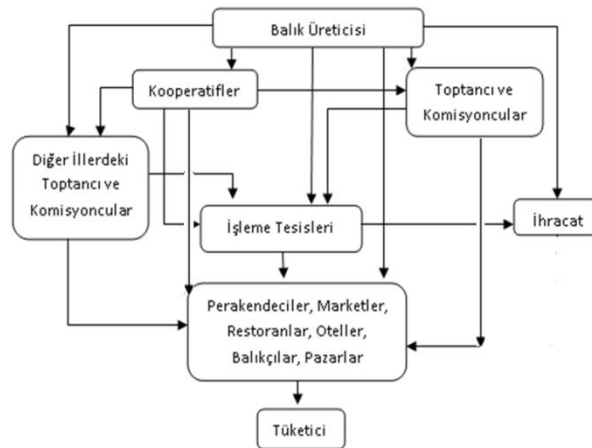 Balık Üreticisi
Kooperatifler
Toptancı ve
Komisyoncular
Diğer İllerdeki
Toptancı ve
Komisyoncular
İşleme Tesisleri
İhracat
Perakendeciler, Marketler,
Restoranlar, Oteller,
Balıkçılar, Pazarlar
Tüketici